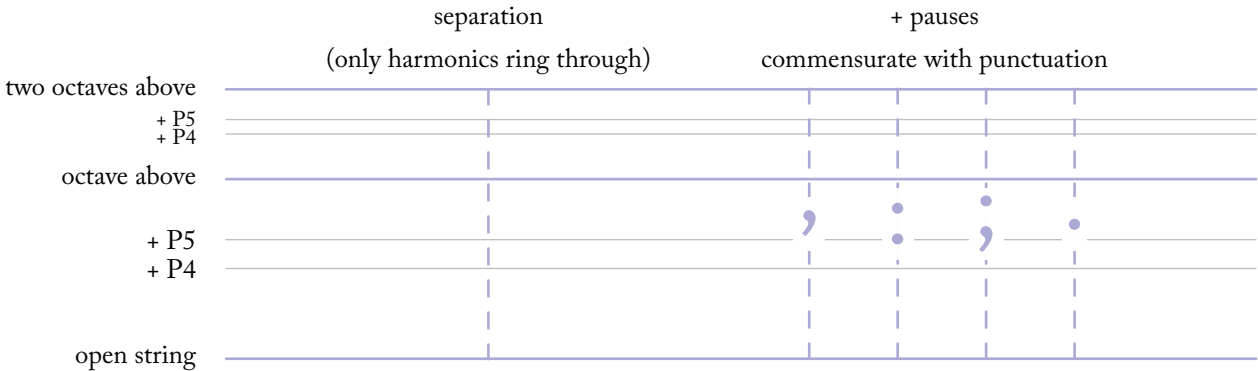 separation
(only harmonics ring through)
+ pauses
commensurate with punctuation
two octaves above
+ P5
+ P4
octave above
, : ; .
+ P5
+ P4
open string